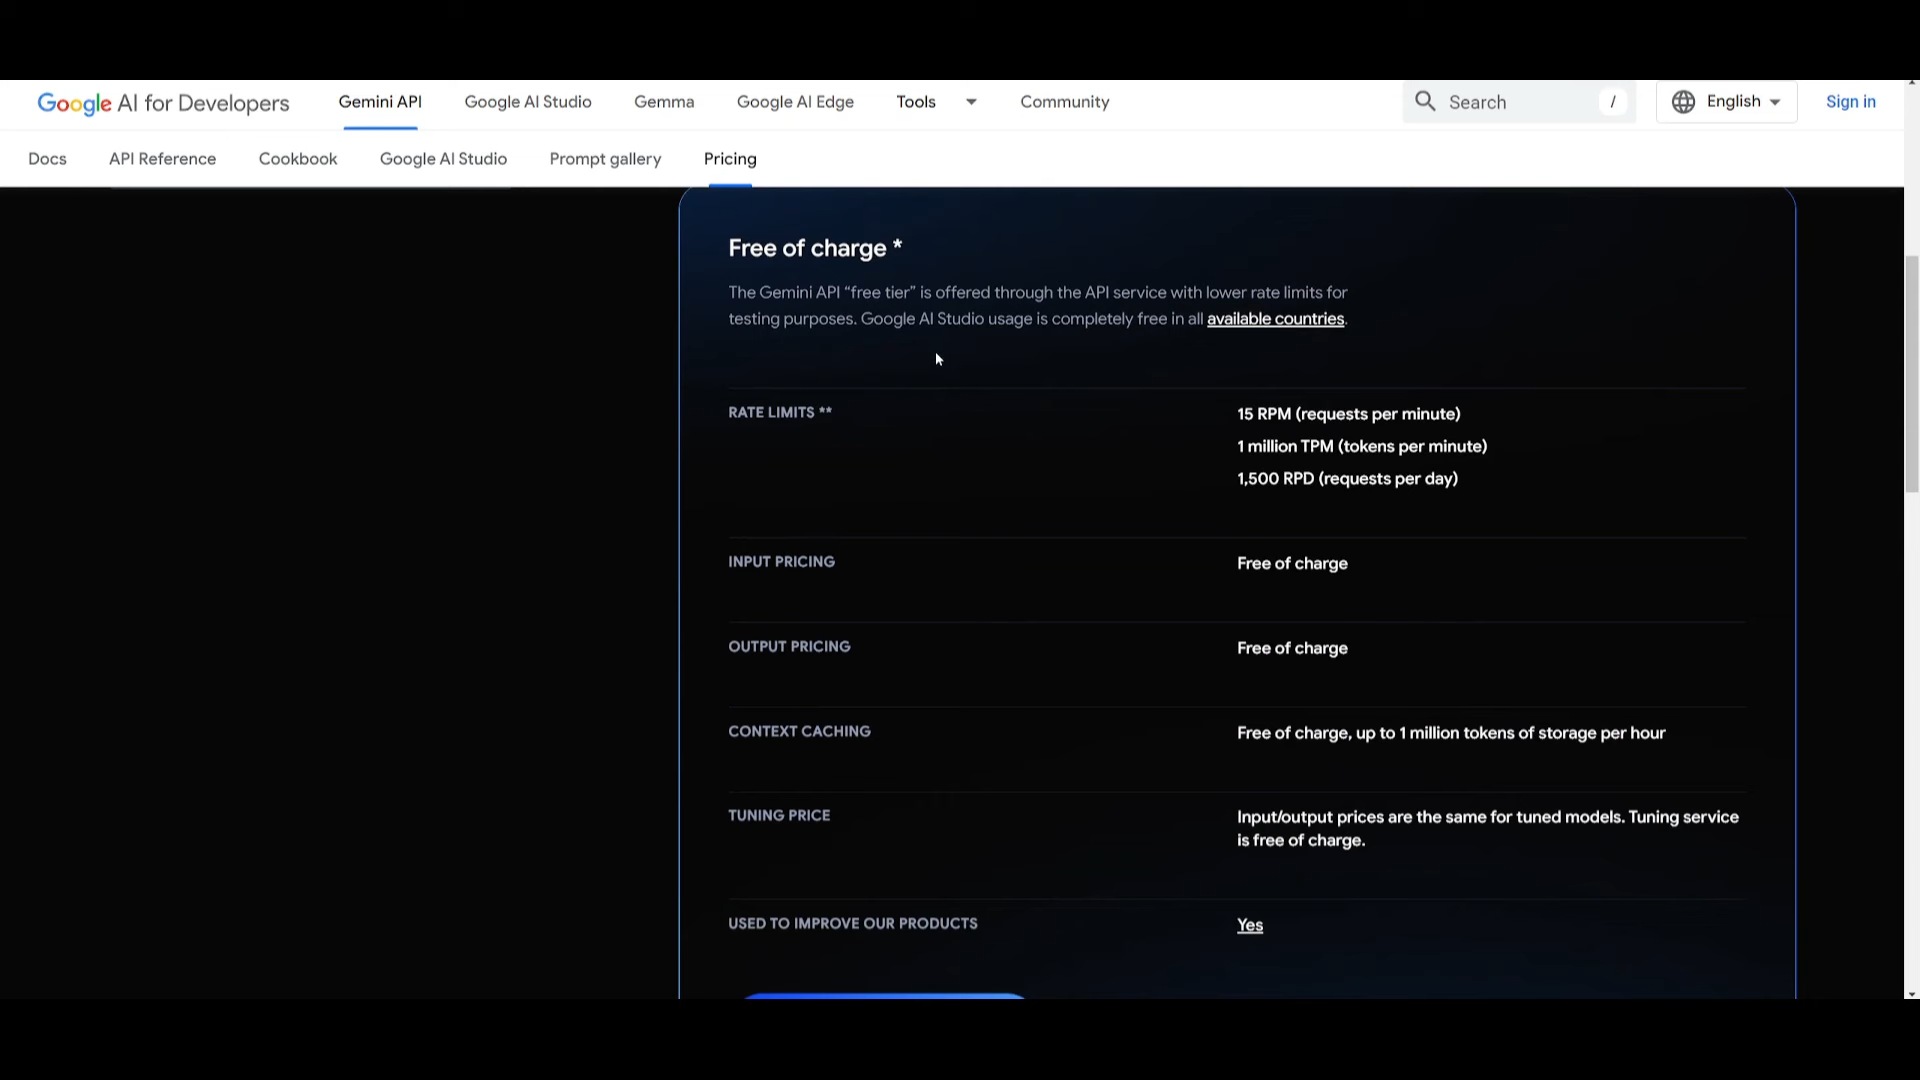 Google AI for Developers
Gemini API
Google AI Studio
Gemma
Google AI Edge
Tools
Community
Search
/
English
Sign in
Docs
API Reference
Cookbook
Google AI Studio
Prompt gallery
Pricing
Free of charge *
The Gemini API “free tier” is offered through the API service with lower rate limits for
testing purposes. Google AI Studio usage is completely free in all available countries.
RATE LIMITS **
15 RPM (requests per minute)
1 million TPM (tokens per minute)
1,500 RPD (requests per day)
INPUT PRICING
Free of charge
OUTPUT PRICING
Free of charge
CONTEXT CACHING
Free of charge, up to 1 million tokens of storage per hour
TUNING PRICE
Input/output prices are the same for tuned models. Tuning service
is free of charge.
USED TO IMPROVE OUR PRODUCTS
Yes